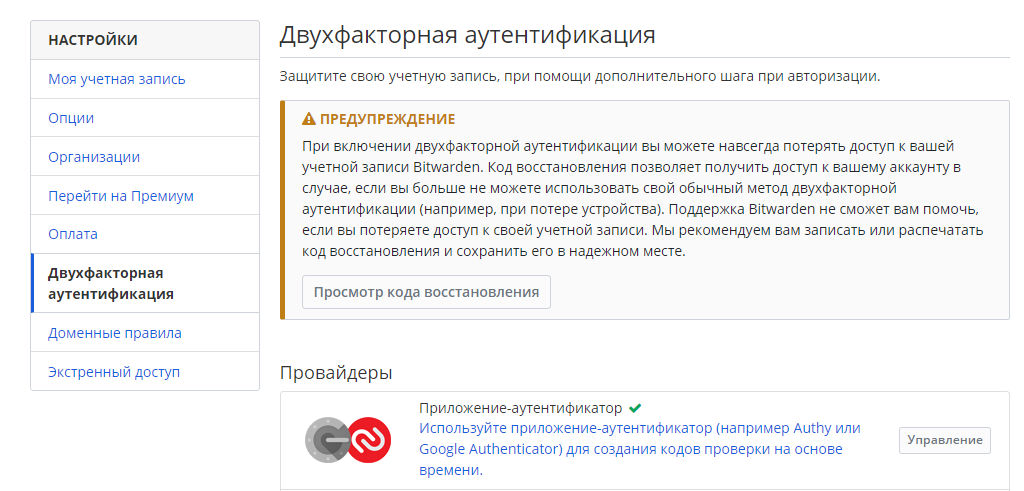 НАСТРОЙКИ
Моя учетная запись
Опции
Организации
Перейти на Премиум
Оплата
Двухфакторная
аутентификация
Доменные правила
Экстренный доступ
Двухфакторная аутентификация
Защитите свою учетную запись, при помощи дополнительного шага при авторизации.
ПРЕДУПРЕЖДЕНИЕ
При включении двухфакторной аутентификации вы можете навсегда потерять доступ к вашей
учетной записи Bitwarden. Код восстановления позволяет получить доступ к вашему аккаунту в
случае, если вы больше не можете использовать свой обычный метод двухфакторной
аутентификации (например, при потере устройства). Поддержка Bitwarden не сможет вам помочь,
если вы потеряете доступ к своей учетной записи. Мы рекомендуем вам записать или распечатать
код восстановления и сохранить его в надежном месте.
Просмотр кода восстановления
Провайдеры
Приложение-аутентификатор
Используйте приложение-аутентификатор (например Authy или
Google Authenticator) для создания кодов проверки на основе
времени.
Управление